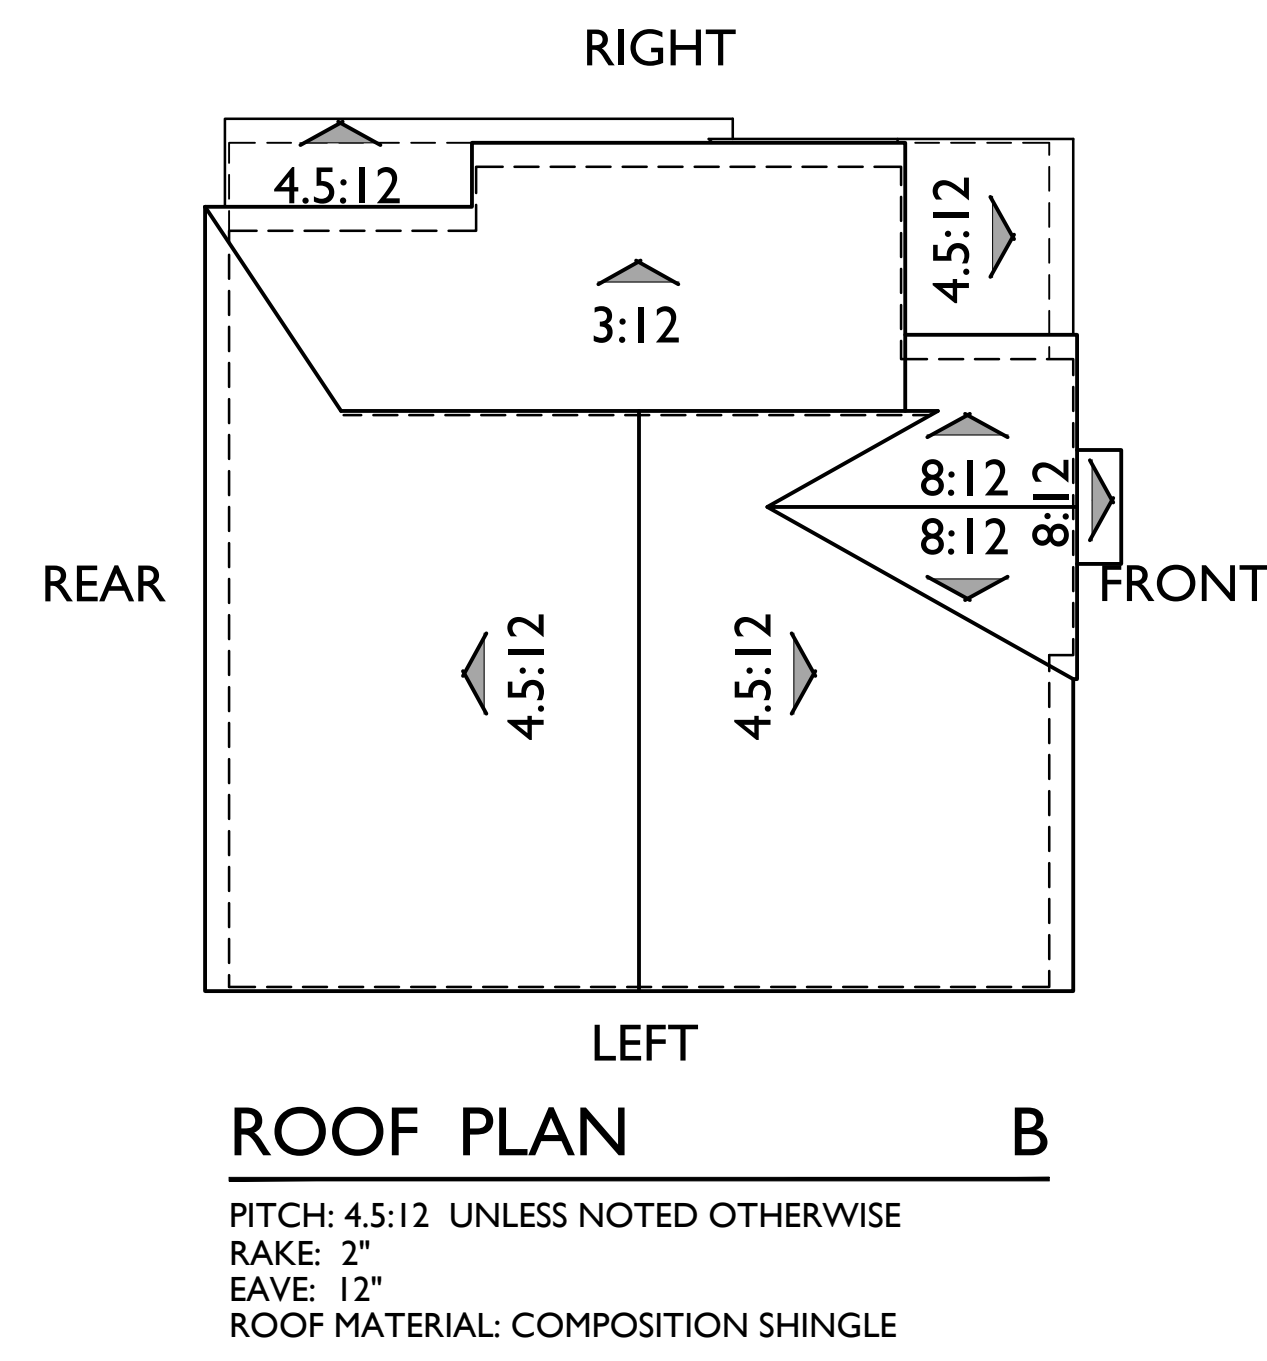 RIGHT
4.5:12
4.5:12
3:12
8:12
8:12
8:12
REAR
FRONT
4.5:12
4.5:12
LEFT
ROOF PLAN B
PITCH: 4.5:12 UNLESS NOTED OTHERWISE
RAKE: 2"
EAVE: 12"
ROOF MATERIAL: COMPOSITION SHINGLE